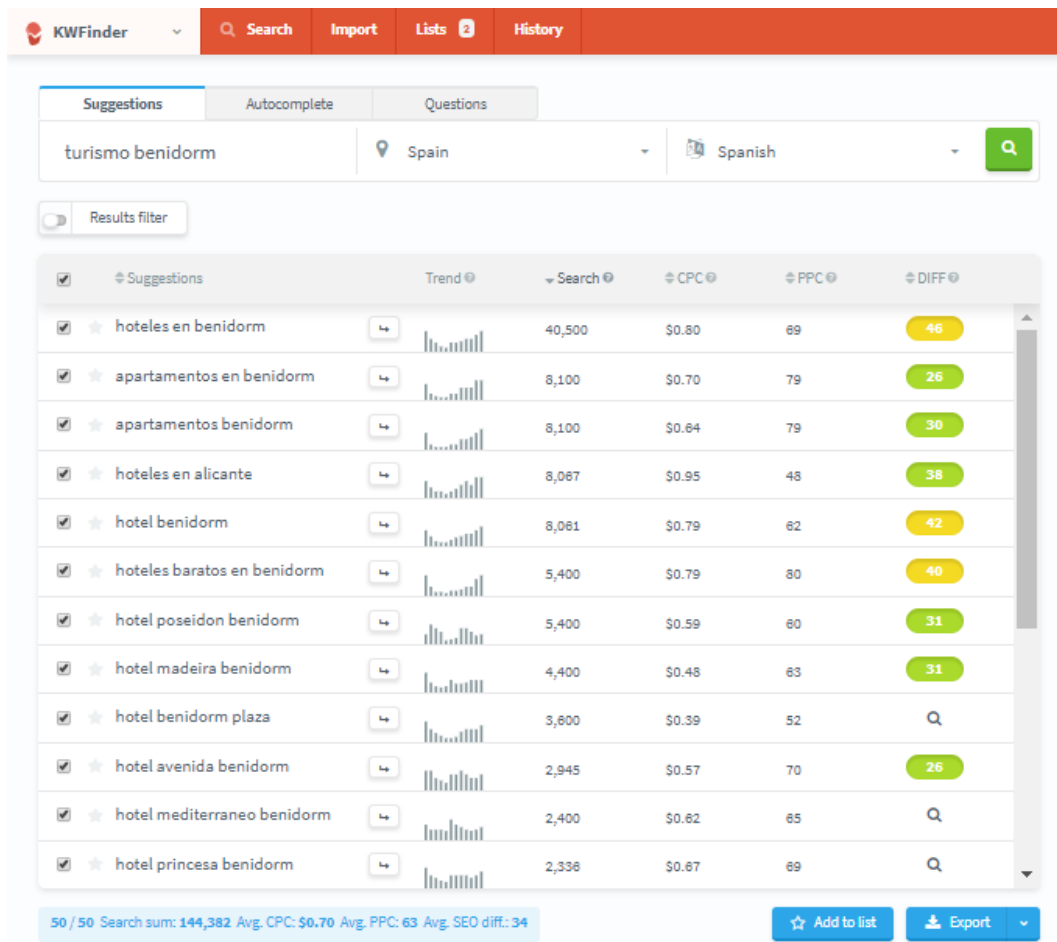 KWFinder Search Import Lists 2 History
Suggestions Autocomplete Questions
turismo benidorm Spain Spanish
Results filter
Suggestions Trend Search CPC PPC DIFF
hoteles en benidorm 40,500 $0.80 69 46
apartamentos en benidorm 8,100 $0.70 79 26
apartamentos benidorm 8,100 $0.64 79 30
hoteles en alicante 8,067 $0.95 48 38
hotel benidorm 8,061 $0.79 62 42
hoteles baratos en benidorm 5,400 $0.79 80 40
hotel poseidon benidorm 5,400 $0.59 60 31
hotel madeira benidorm 4,400 $0.48 63 31
hotel benidorm plaza 3,600 $0.39 52
hotel avenida benidorm 2,945 $0.57 70 26
hotel mediterraneo benidorm 2,400 $0.62 65
hotel princesa benidorm 2,336 $0.67 69
50 / 50 Search sum: 144,382 Avg. CPC: $0.70 Avg. PPC: 63 Avg. SEO diff.: 34 Add to list Export